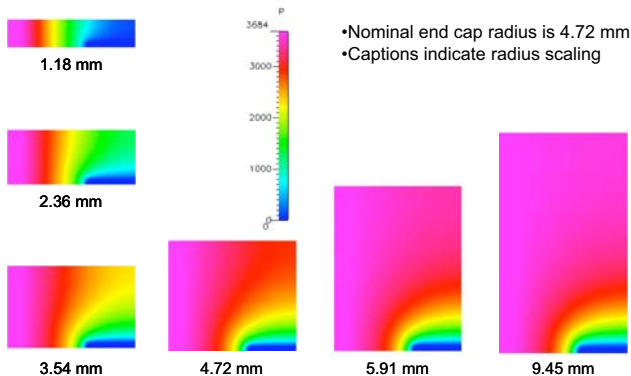 P
3684
3000
2000
1000
0
0
•Nominal end cap radius is 4.72 mm
•Captions indicate radius scaling
1.18 mm
2.36 mm
3.54 mm
4.72 mm
5.91 mm
9.45 mm